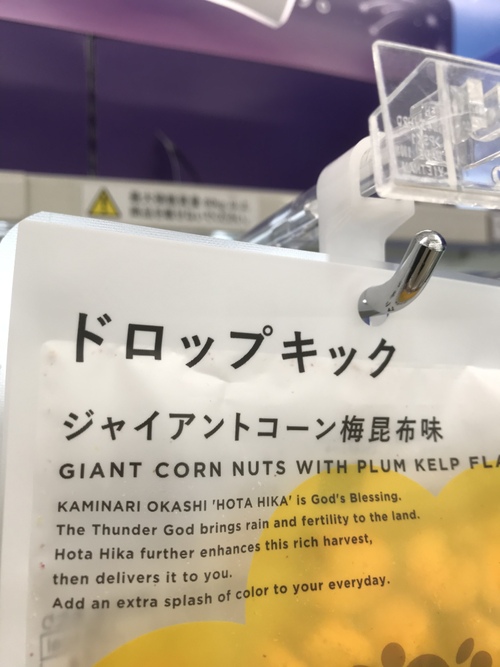 ドロップキック
ジャイアントコーン梅昆布味
GIANT CORN NUTS WITH PLUM KELP FLA
KAMINARI OKASHI 'HOTA HIKA' is God's Blessing.
The Thunder God brings rain and fertility to the land.
Hota Hika further enhances this rich harvest,
then delivers it to you.
Add an extra splash of color to your everyday.